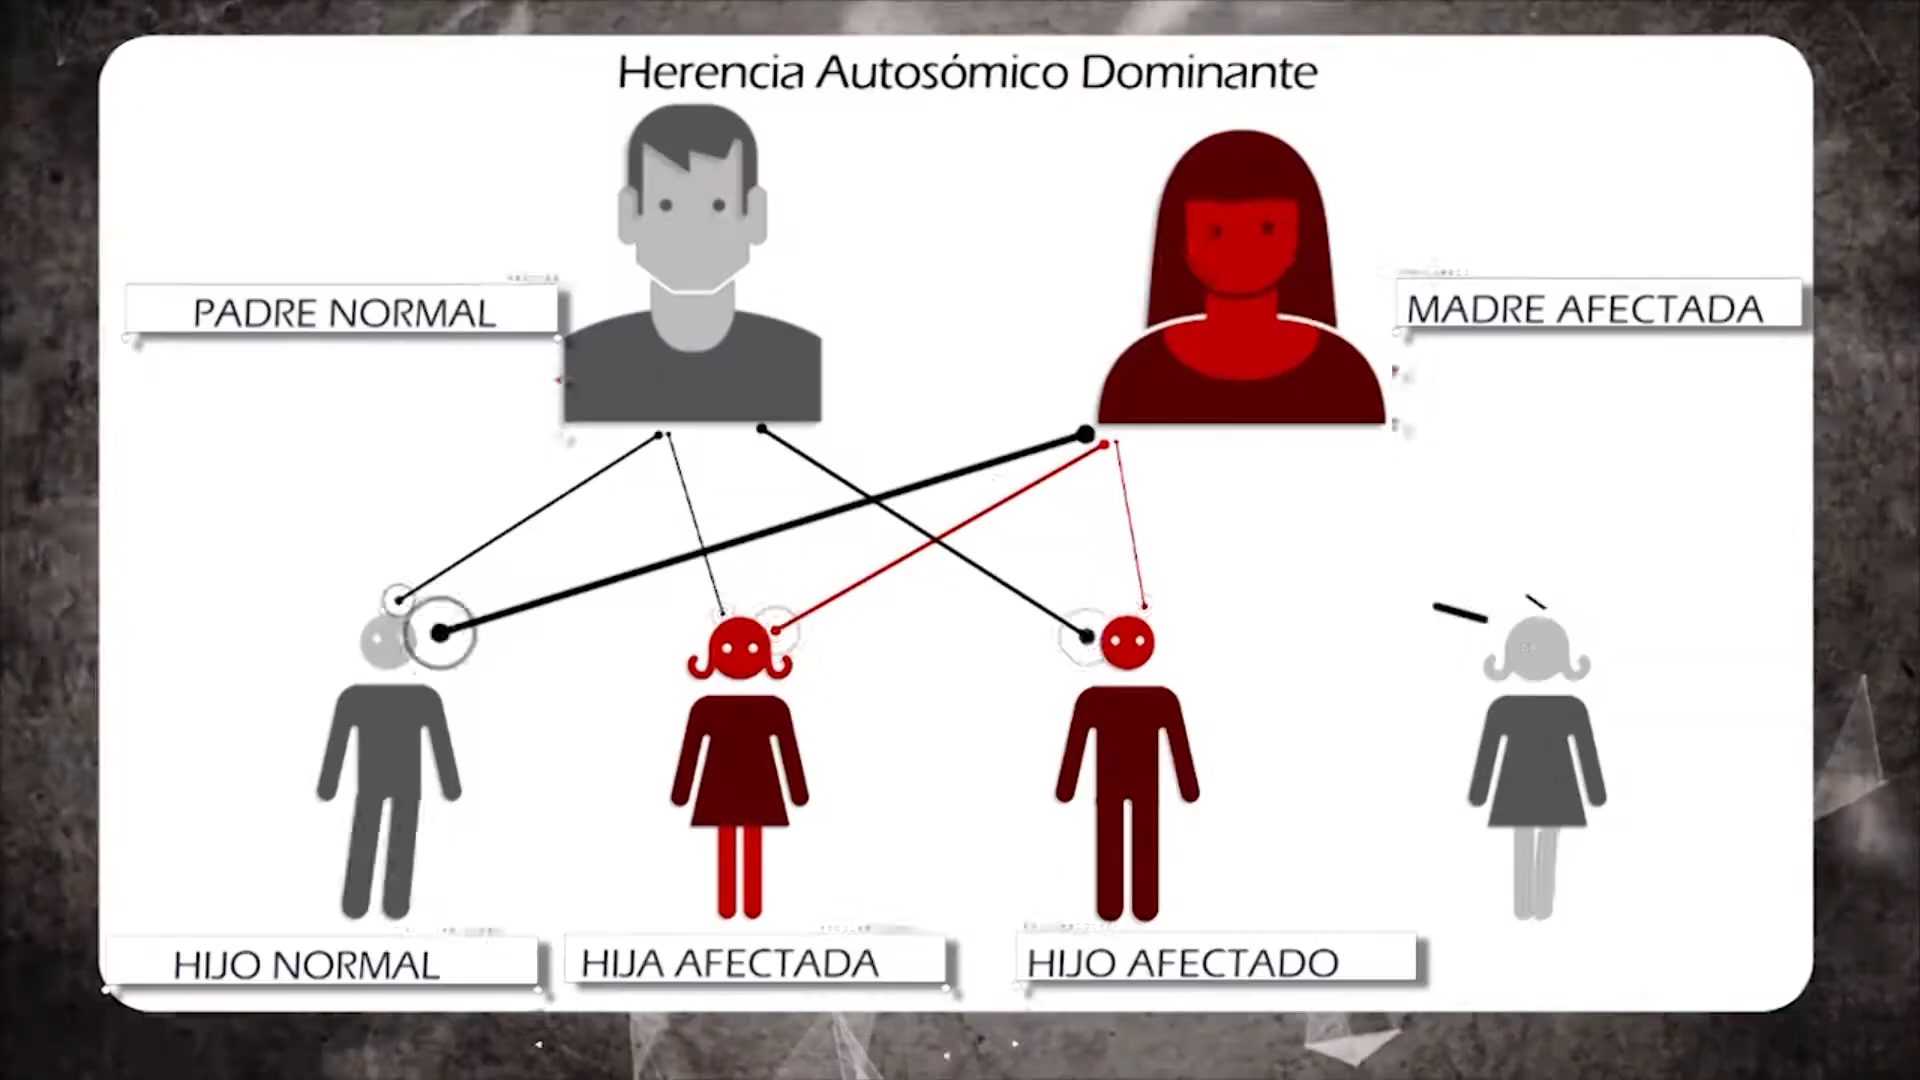 Herencia Autosómico Dominante
PADRE NORMAL
MADRE AFECTADA
HIJO NORMAL
HIJA AFECTADA
HIJO AFECTADO